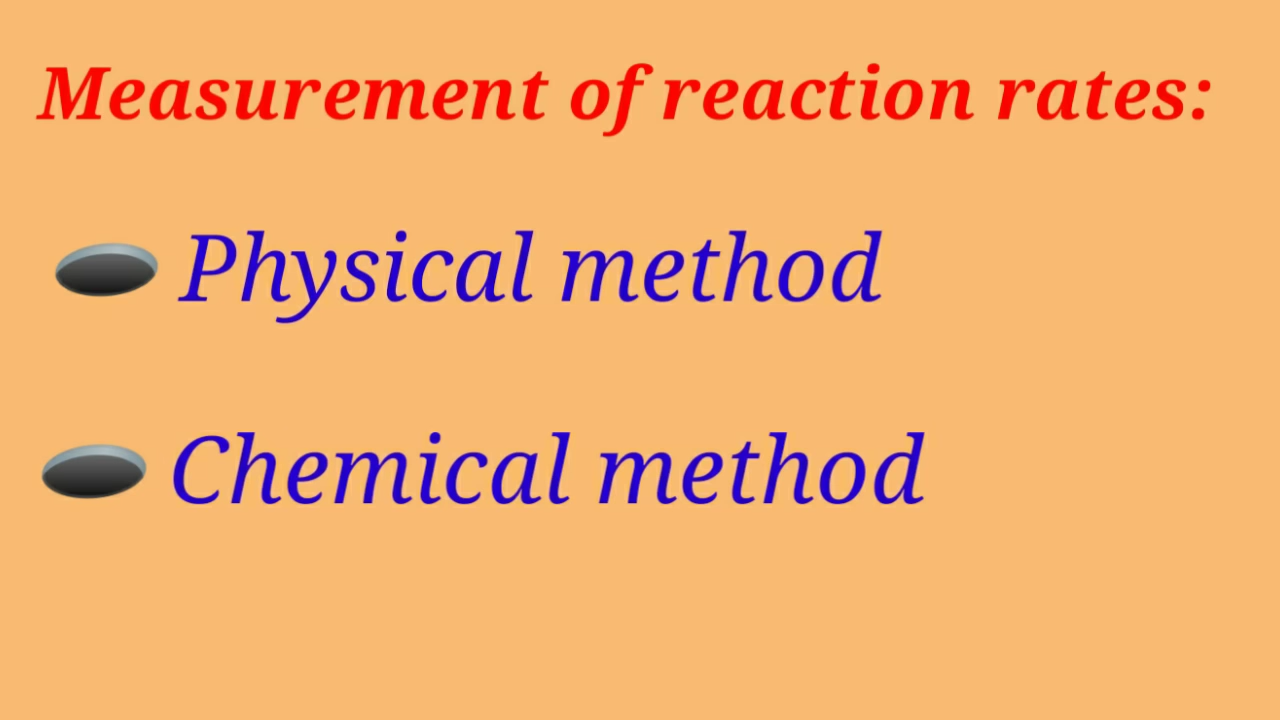 Measurement of reaction rates:
Physical method
Chemical method